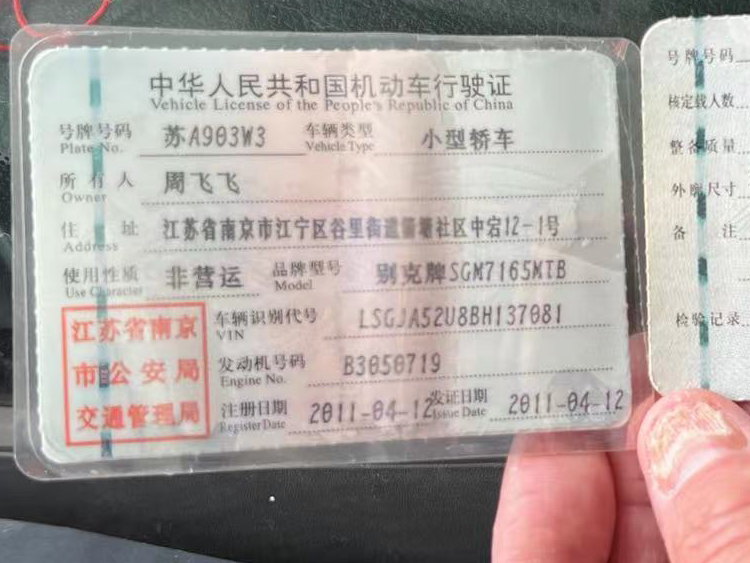 中华人民共和国机动车行驶证
Vehicle License of the People's Republic of China
号牌号码 苏A903W3 车辆类型 小型轿车
Plate No. Vehicle Type
所有人 周飞飞
Owner
住址 江苏省南京市江宁区谷里街道箭塘社区中宕12-1号
Address
使用性质 非营运 品牌型号 别克牌SGM7165MTB
Use Character Model
江苏省南京
市公安局
交通管理局
车辆识别代号 LSGJA52U8BH137081
VIN
发动机号码 B3050719
Engine No.
注册日期 2011-04-12 发证日期 2011-04-12
Register Date Issue Date
号牌号码
核定载人数
整备质量
外廓尺寸
备注
检验记录